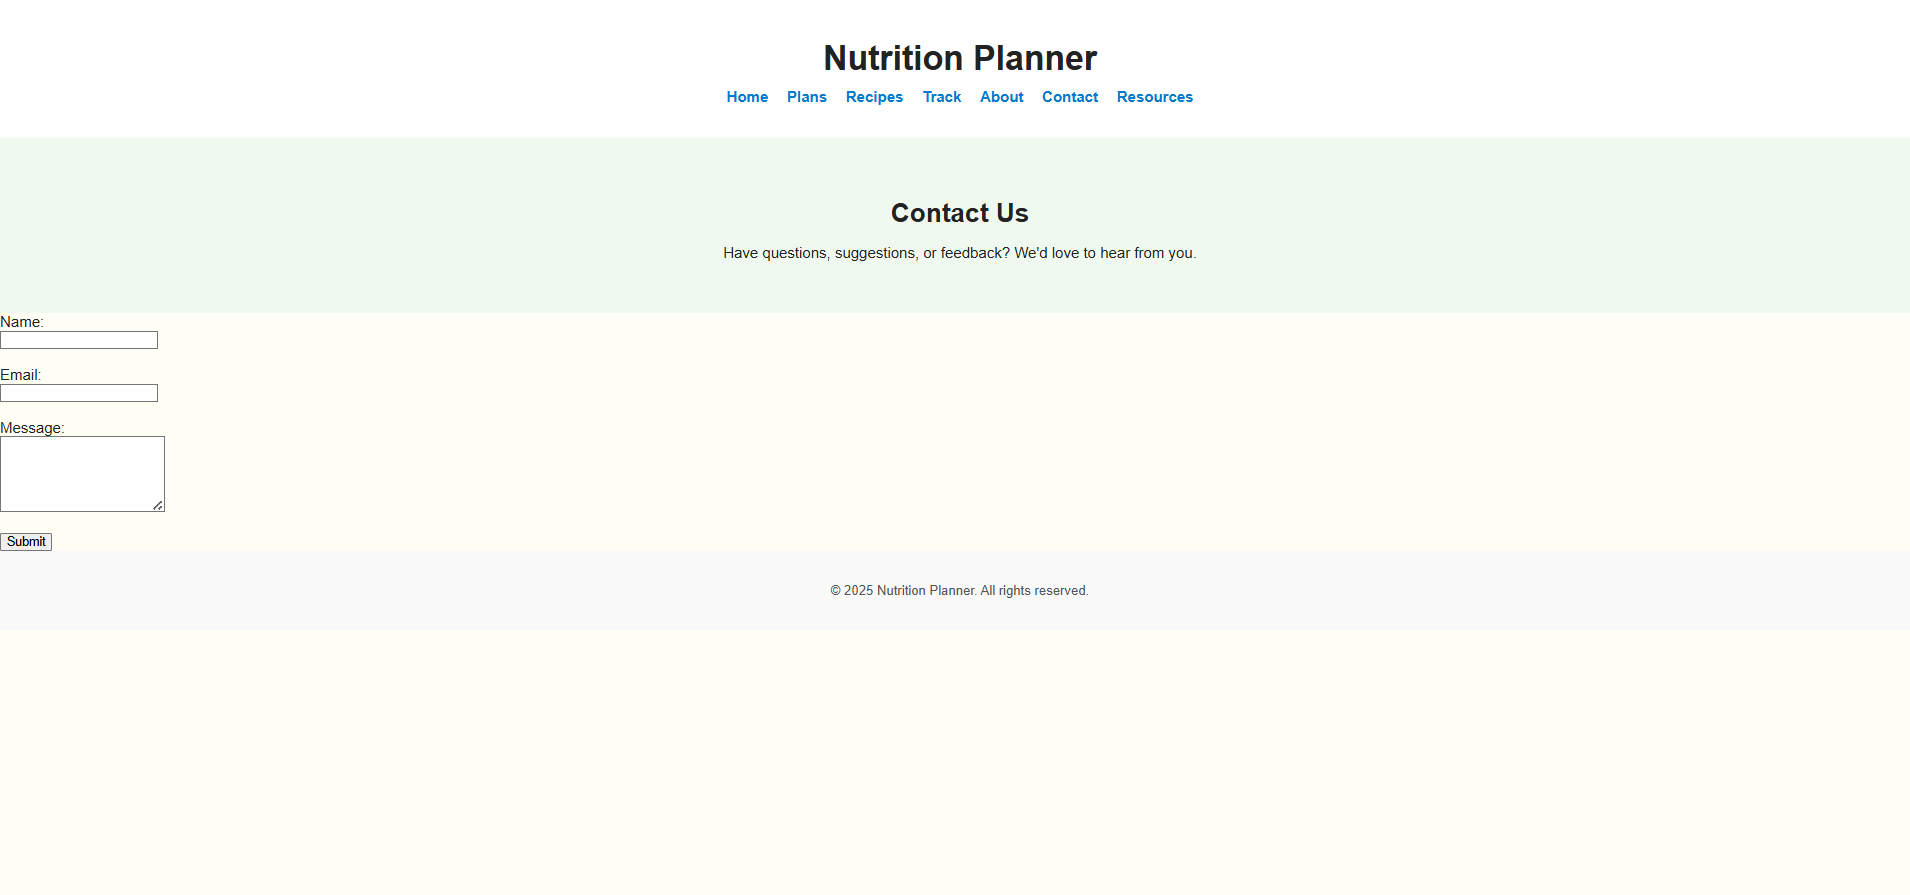 Nutrition Planner
Home Plans Recipes Track About Contact Resources
Contact Us
Have questions, suggestions, or feedback? We'd love to hear from you.
Name:
Email:
Message:
Submit
© 2025 Nutrition Planner. All rights reserved.